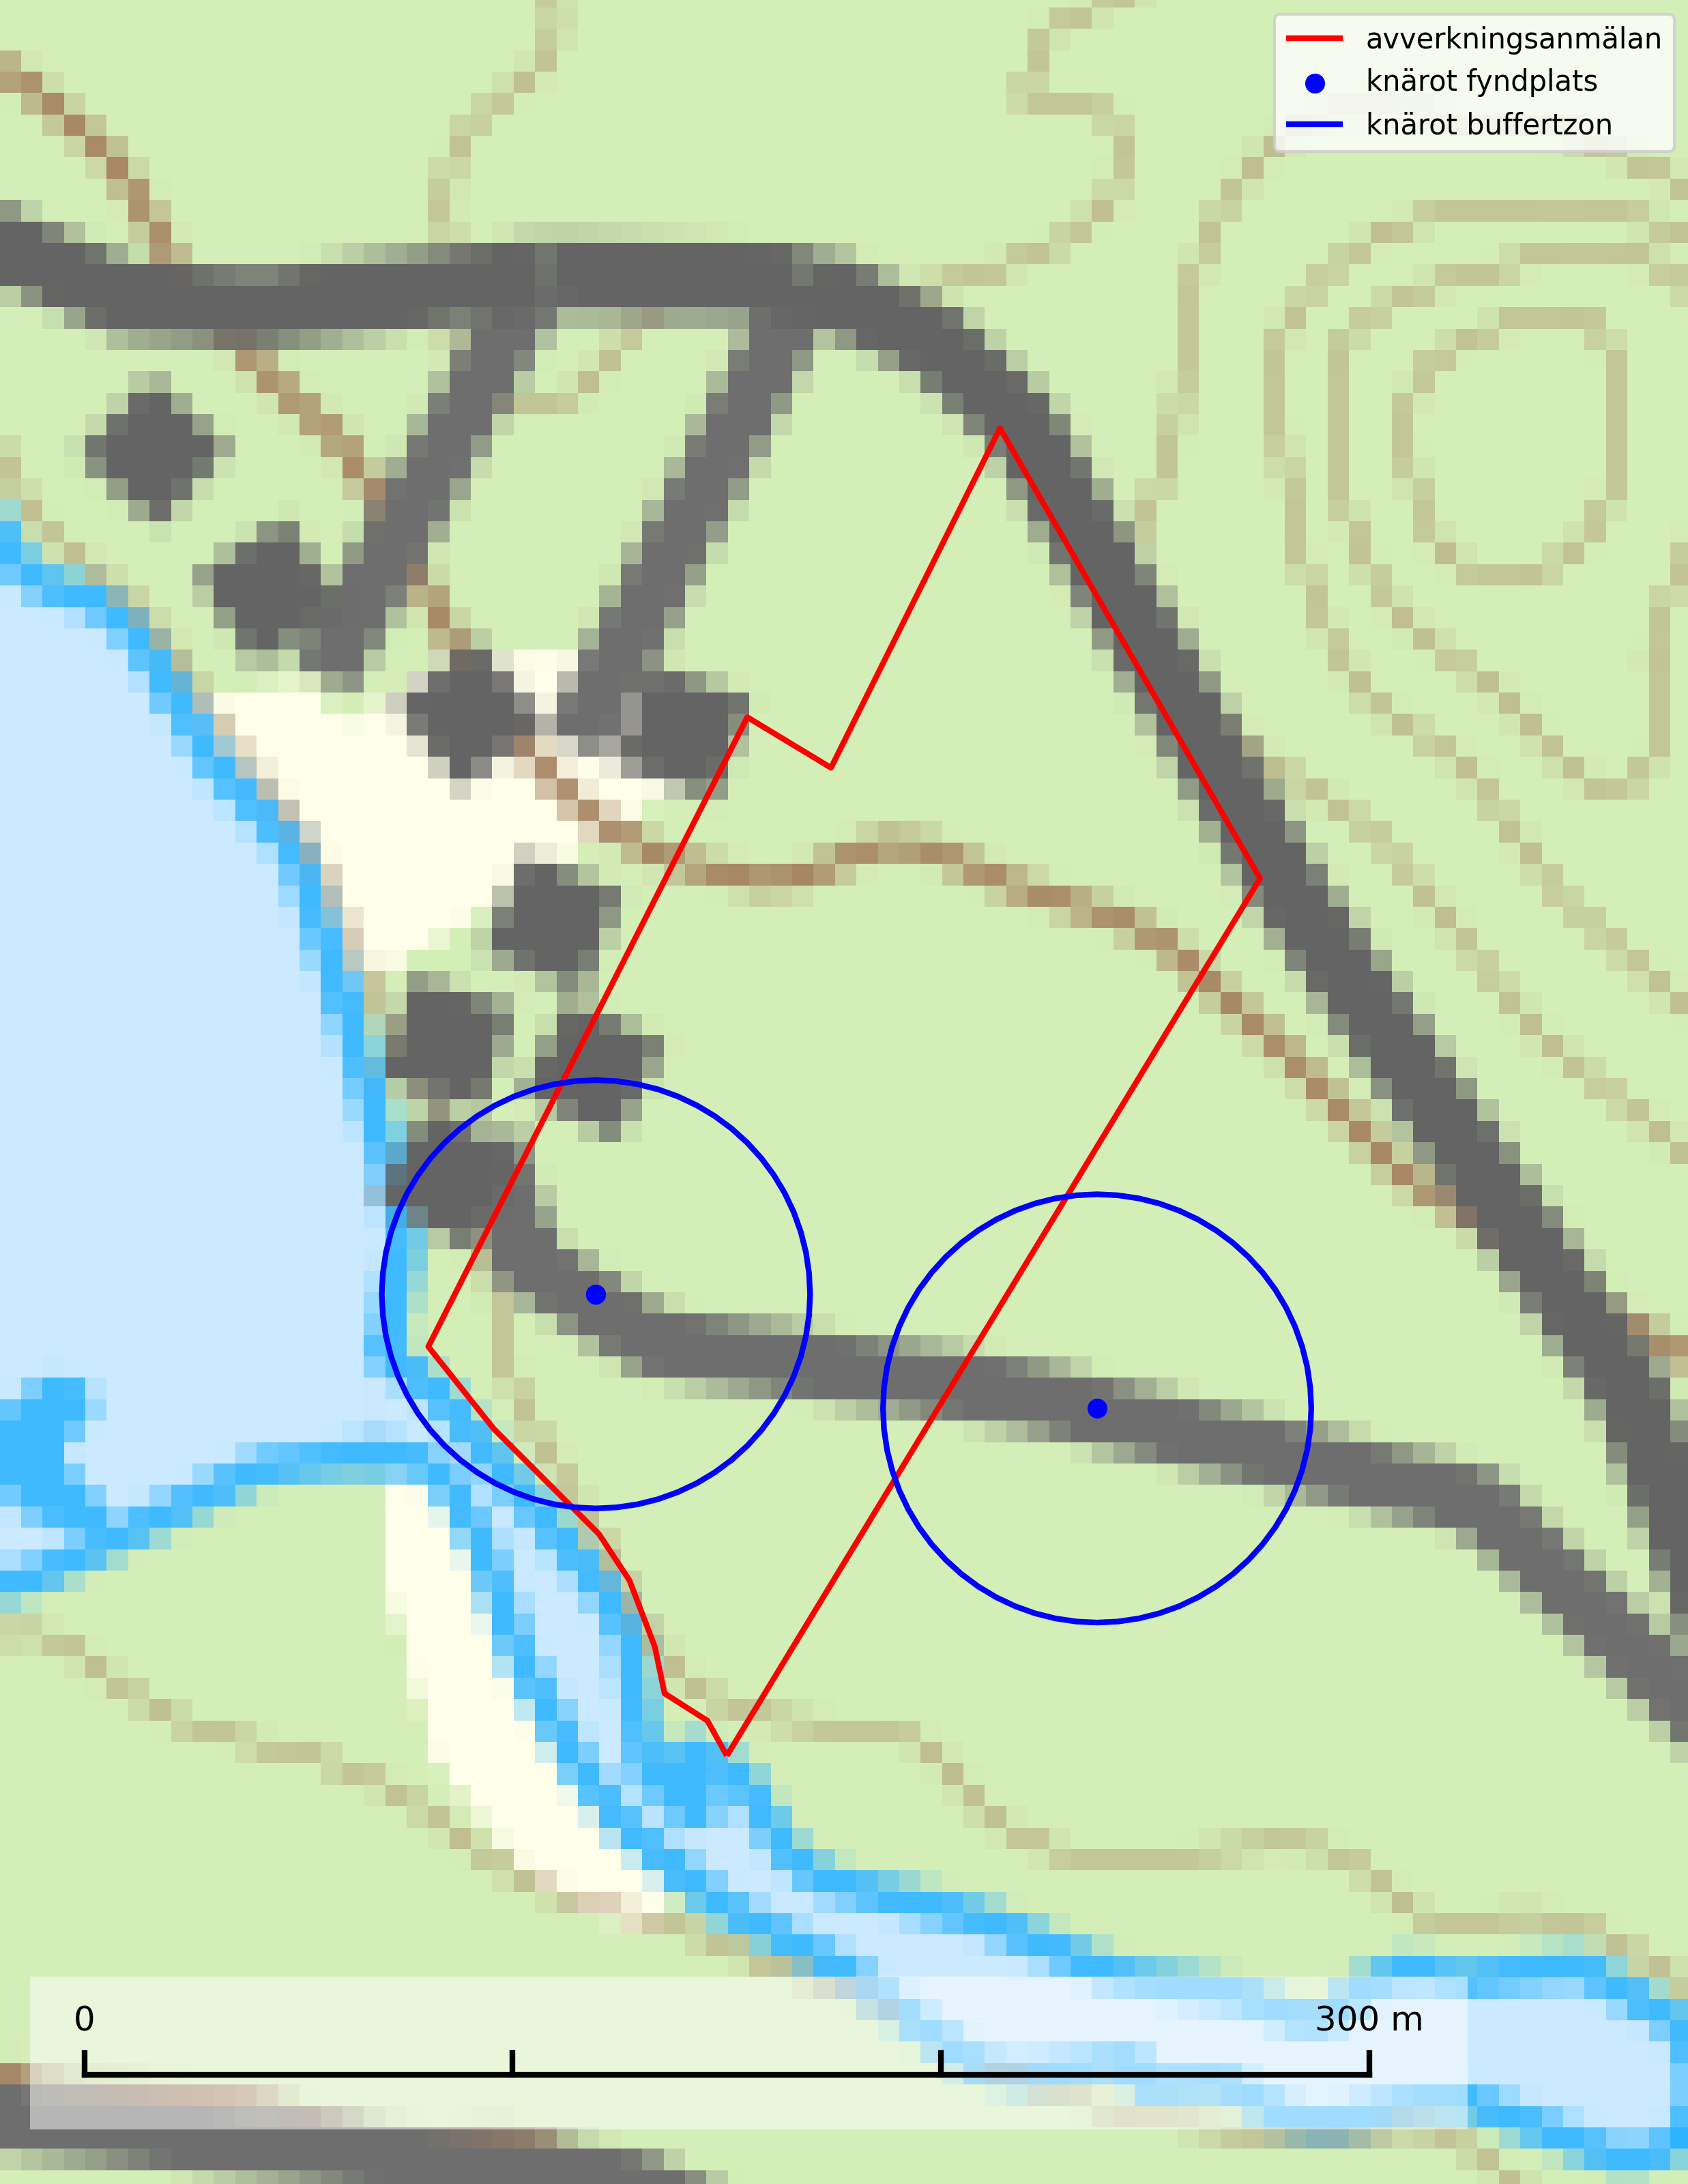 avverkningsanmälan
knärot fyndplats
knärot buffertzon
0
300 m